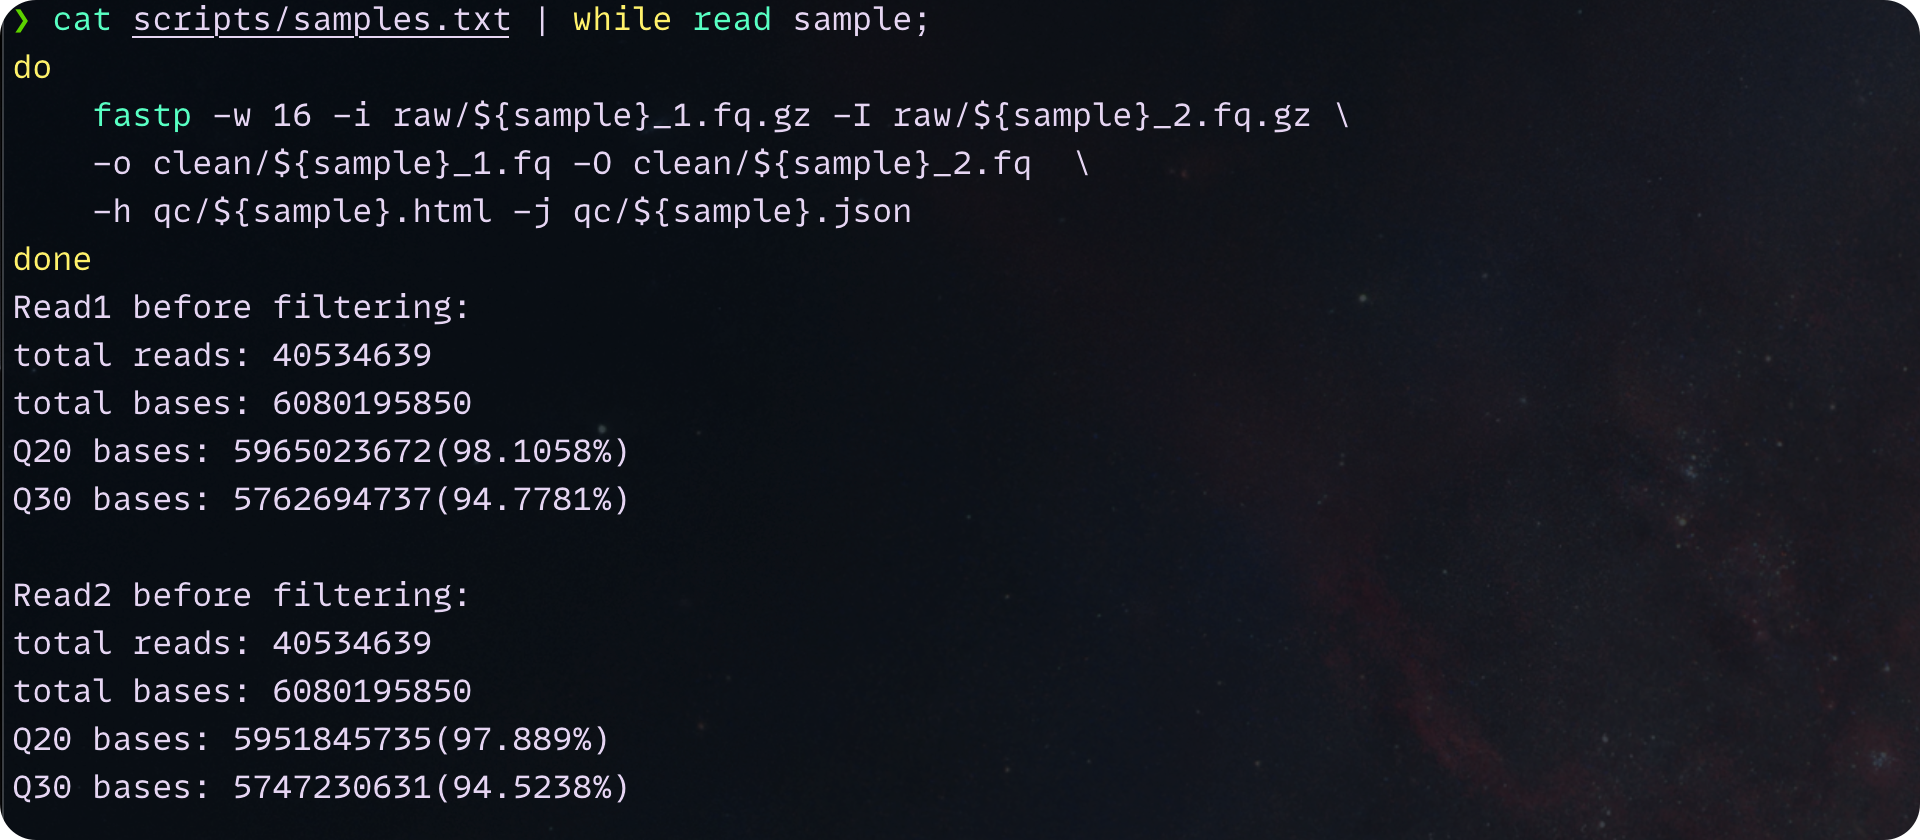 ❯ cat scripts/samples.txt | while read sample;
do
    fastp -w 16 -i raw/${sample}_1.fq.gz -I raw/${sample}_2.fq.gz \
    -o clean/${sample}_1.fq -O clean/${sample}_2.fq  \
    -h qc/${sample}.html -j qc/${sample}.json
done
Read1 before filtering:
total reads: 40534639
total bases: 6080195850
Q20 bases: 5965023672(98.1058%)
Q30 bases: 5762694737(94.7781%)

Read2 before filtering:
total reads: 40534639
total bases: 6080195850
Q20 bases: 5951845735(97.889%)
Q30 bases: 5747230631(94.5238%)